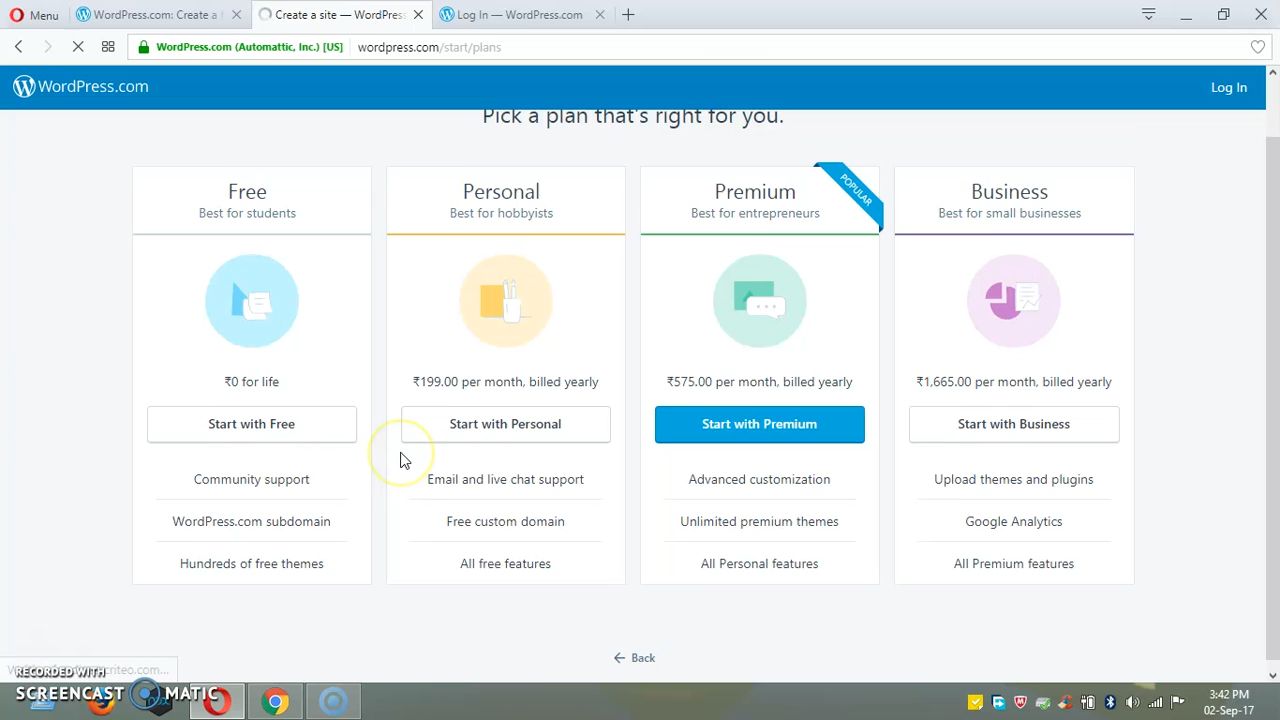 Menu
WordPress.com: Create a
Create a site — WordPress
Log In — WordPress.com
WordPress.com (Automattic, Inc.) [US]
wordpress.com/start/plans
WordPress.com
Log In
Pick a plan that's right for you.
Free
Best for students
₹0 for life
Start with Free
Community support
WordPress.com subdomain
Hundreds of free themes
Personal
Best for hobbyists
₹199.00 per month, billed yearly
Start with Personal
Email and live chat support
Free custom domain
All free features
POPULAR
Premium
Best for entrepreneurs
₹575.00 per month, billed yearly
Start with Premium
Advanced customization
Unlimited premium themes
All Personal features
Business
Best for small businesses
₹1,665.00 per month, billed yearly
Start with Business
Upload themes and plugins
Google Analytics
All Premium features
← Back
RECORDED WITH
SCREENCAST MATIC
3:42 PM
02-Sep-17